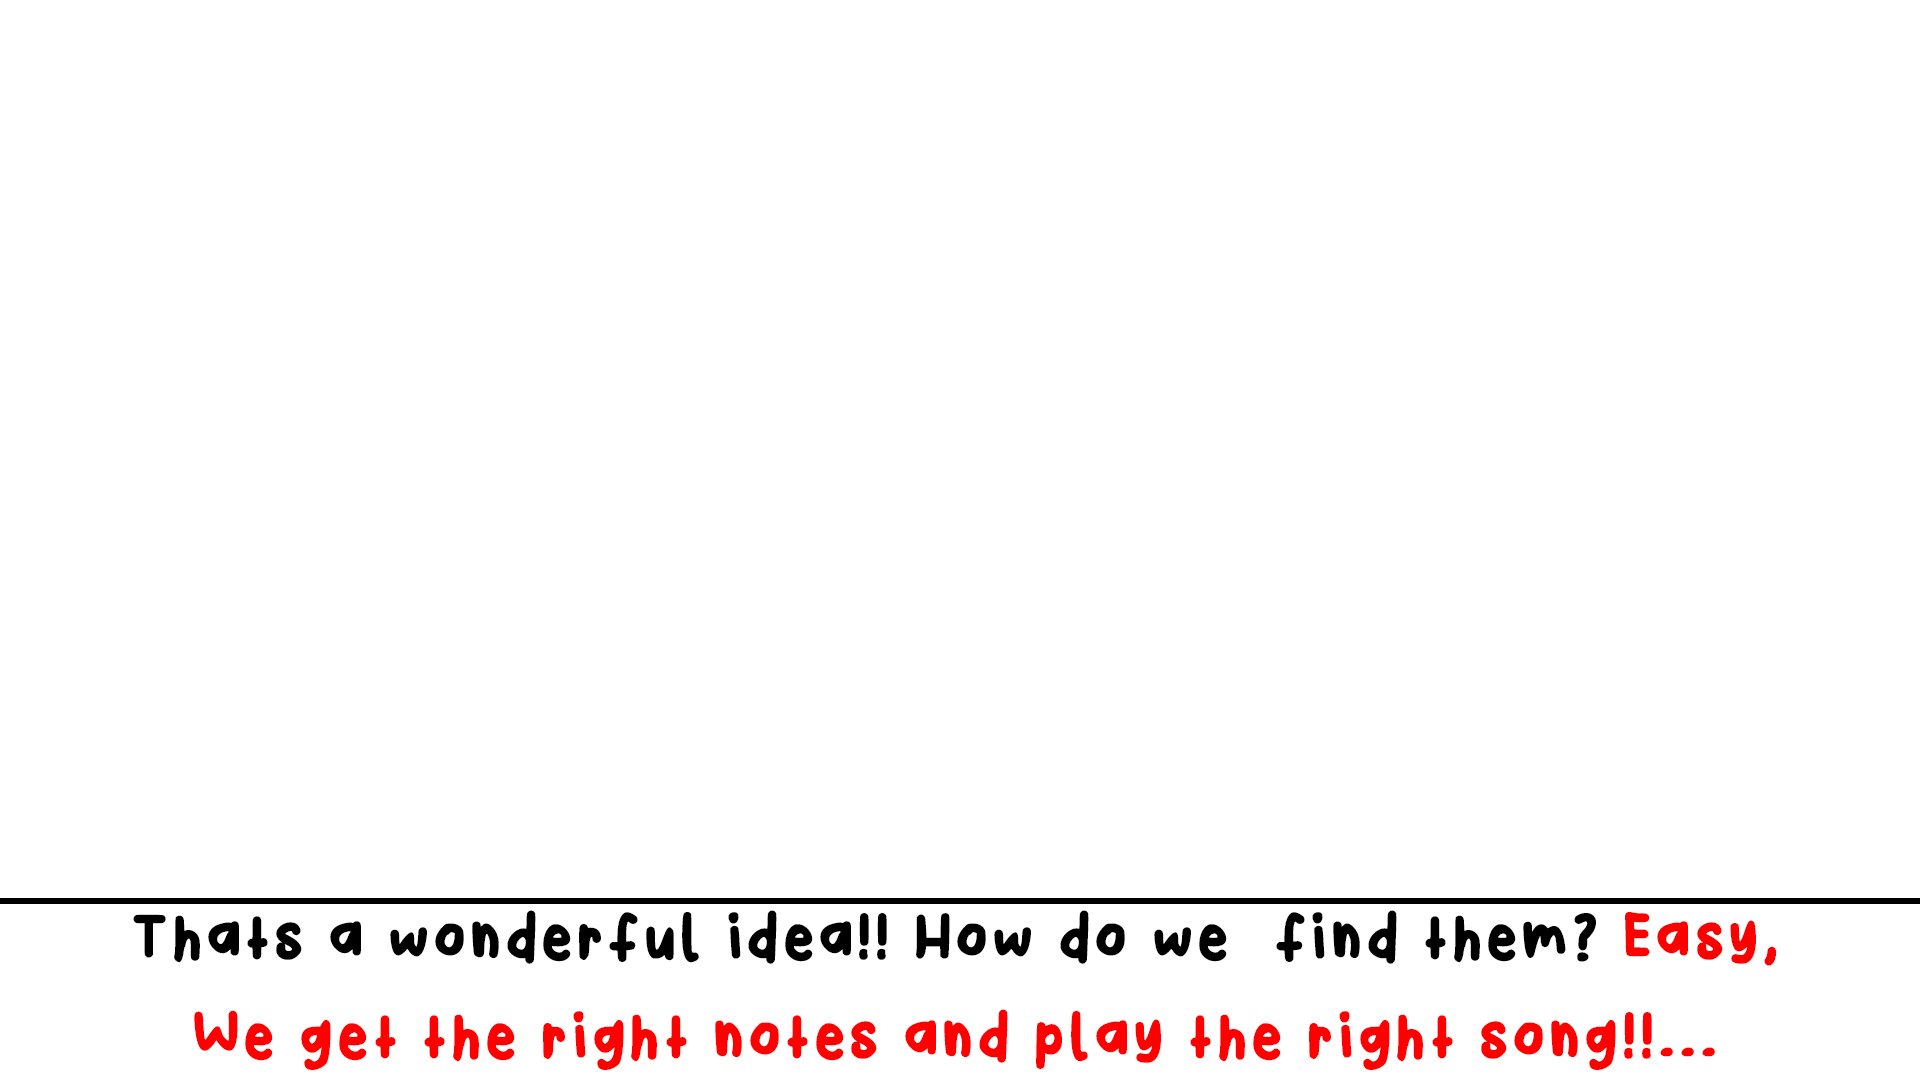 Thats a wonderful idea!! How do we  find them? Easy,
We get the right notes and play the right song!!...